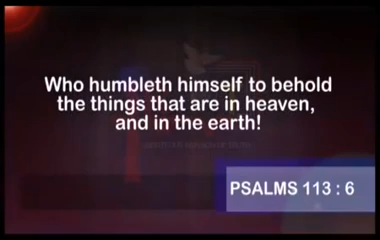 Who humbleth himself to behold
the things that are in heaven,
and in the earth!
PSALMS 113 : 6